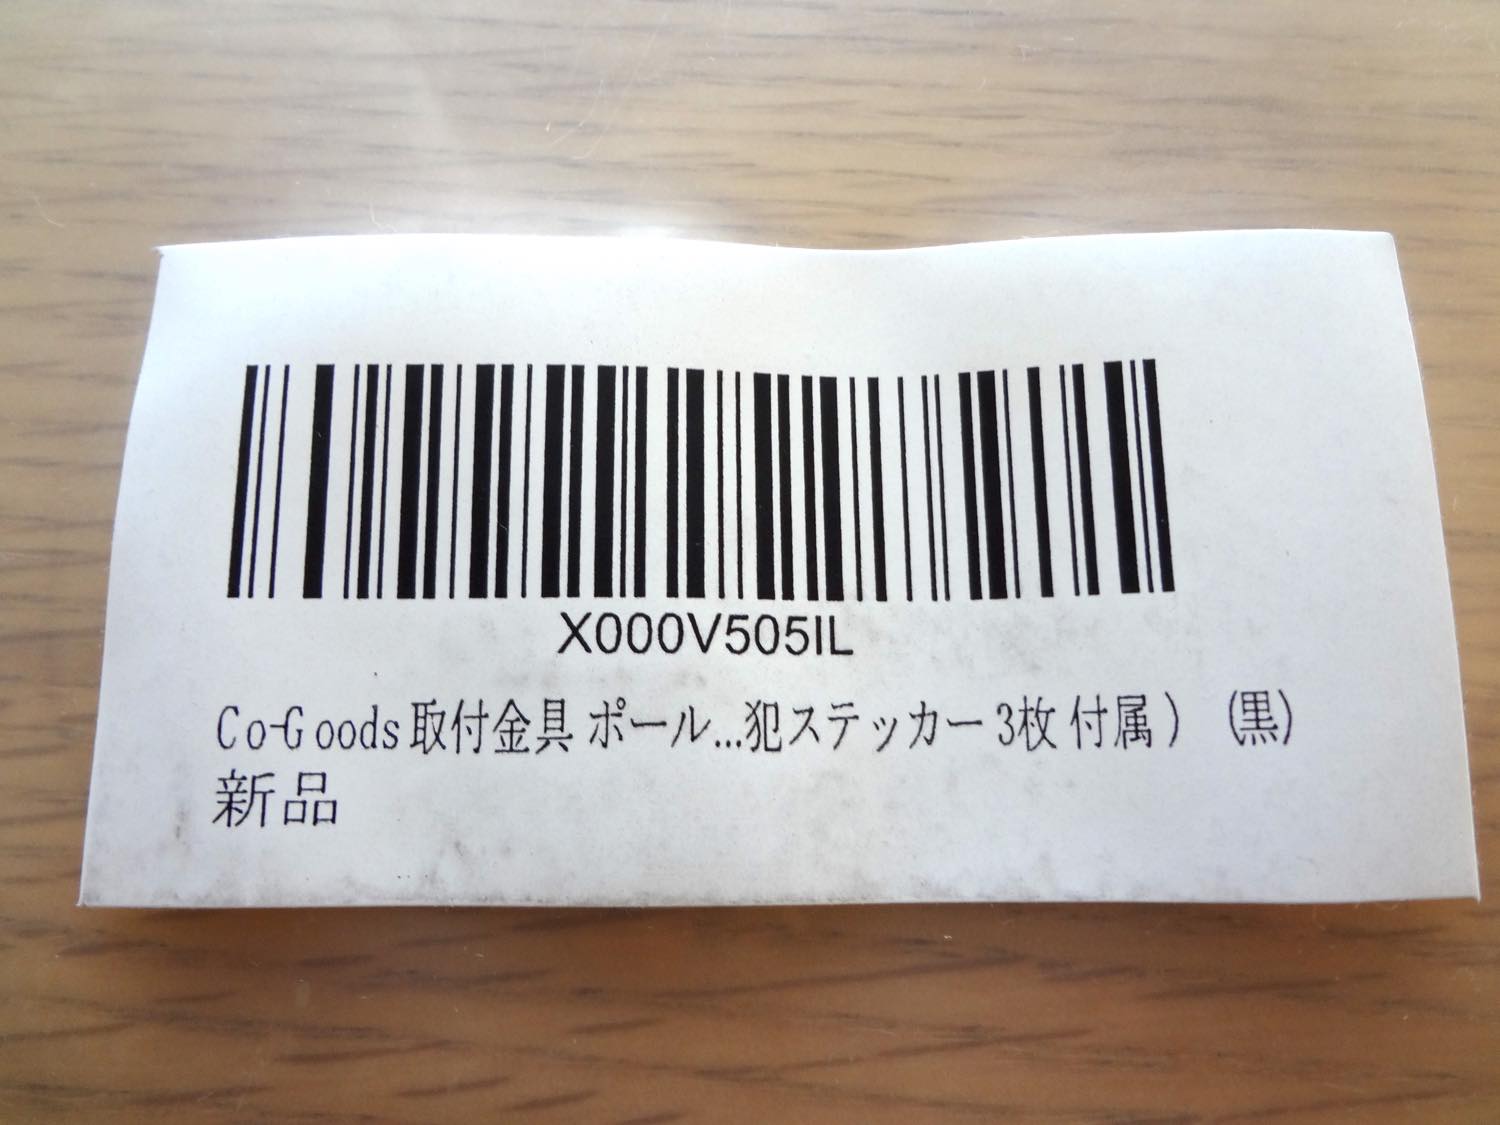 X000V505IL
Co-Goods 取付金具 ポール...犯ステッカー 3枚 付属） (黒)
新品